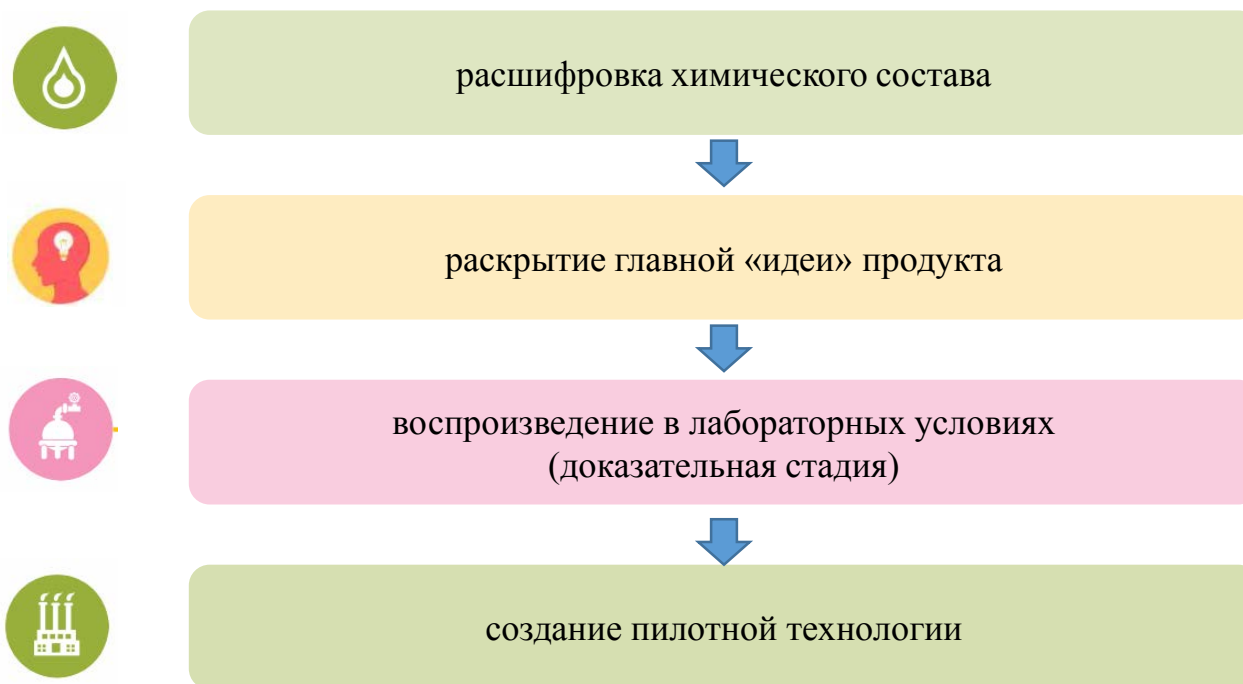 расшифровка химического состава
раскрытие главной «идеи» продукта
воспроизведение в лабораторных условиях
(доказательная стадия)
создание пилотной технологии